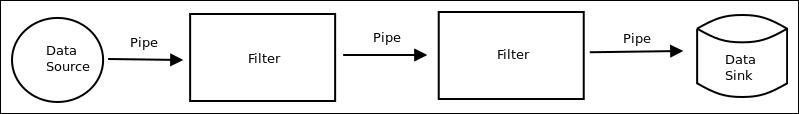 Data
Source
Pipe
Filter
Pipe
Filter
Pipe
Data
Sink